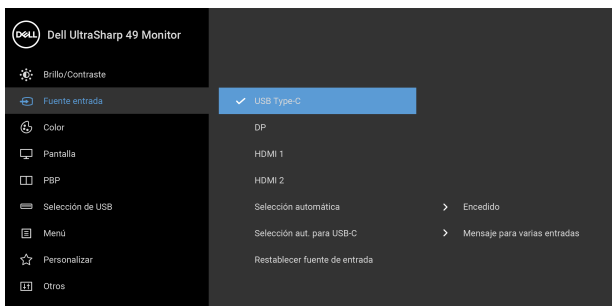 DELL Dell UltraSharp 49 Monitor
Brillo/Contraste
Fuente entrada
USB Type-C
Color
DP
Pantalla
HDMI 1
PBP
HDMI 2
Selección de USB
Selección automática
Encedido
Menú
Selección aut. para USB-C
Mensaje para varias entradas
Personalizar
Restablecer fuente de entrada
Otros